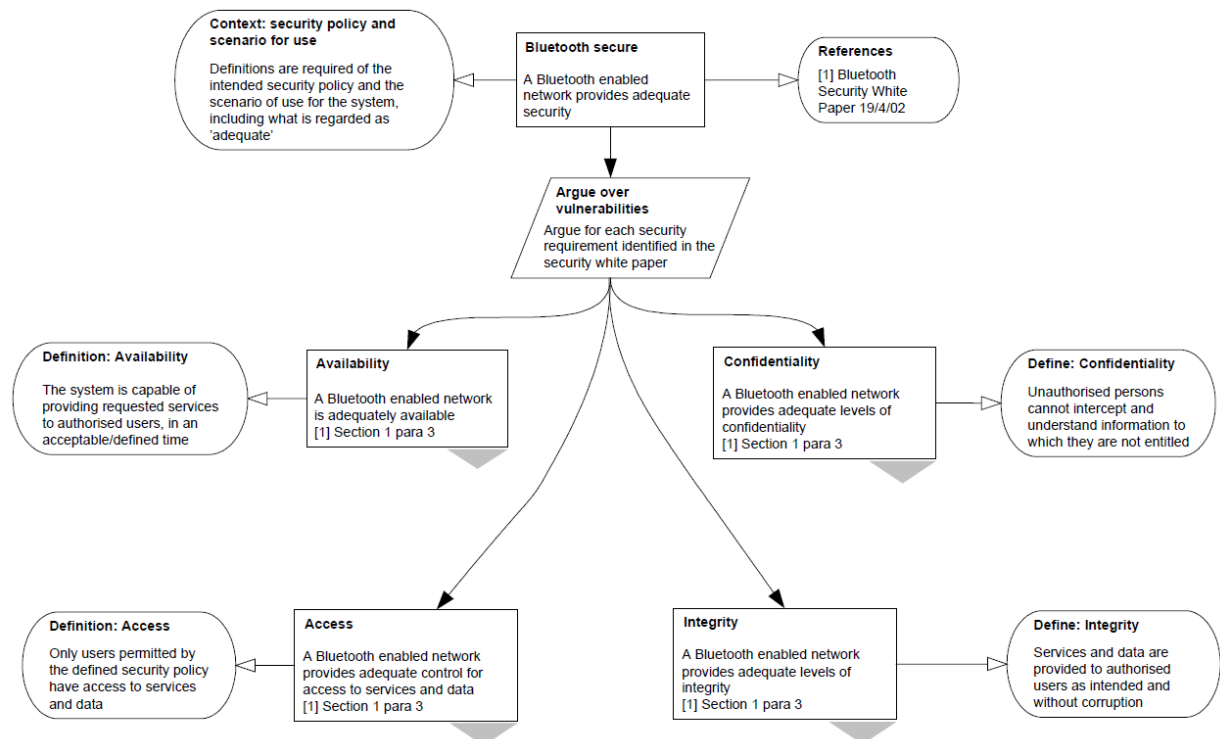 Context: security policy and
scenario for use
Definitions are required of the
intended security policy and the
scenario of use for the system,
including what is regarded as
'adequate'
Bluetooth secure
A Bluetooth enabled
network provides adequate
security
References
[1] Bluetooth
Security White
Paper 19/4/02
Argue over
vulnerabilities
Argue for each security
requirement identified in the
security white paper
Definition: Availability
The system is capable of
providing requested services
to authorised users, in an
acceptable/defined time
Availability
A Bluetooth enabled network
is adequately available
[1] Section 1 para 3
Confidentiality
A Bluetooth enabled network
provides adequate levels of
confidentiality
[1] Section 1 para 3
Define: Confidentiality
Unauthorised persons
cannot intercept and
understand information to
which they are not entitled
Definition: Access
Only users permitted by
the defined security policy
have access to services
and data
Access
A Bluetooth enabled network
provides adequate control for
access to services and data
[1] Section 1 para 3
Integrity
A Bluetooth enabled network
provides adequate levels of
integrity
[1] Section 1 para 3
Define: Integrity
Services and data are
provided to authorised
users as intended and
without corruption